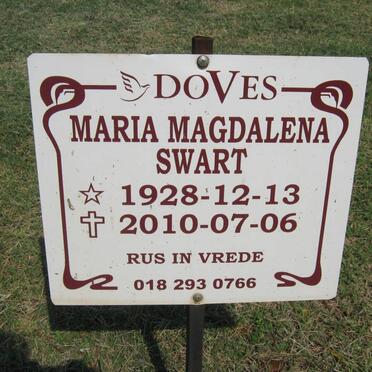 DOVES
MARIA MAGDALENA
SWART
1928-12-13
2010-07-06
RUS IN VREDE
018 293 0766